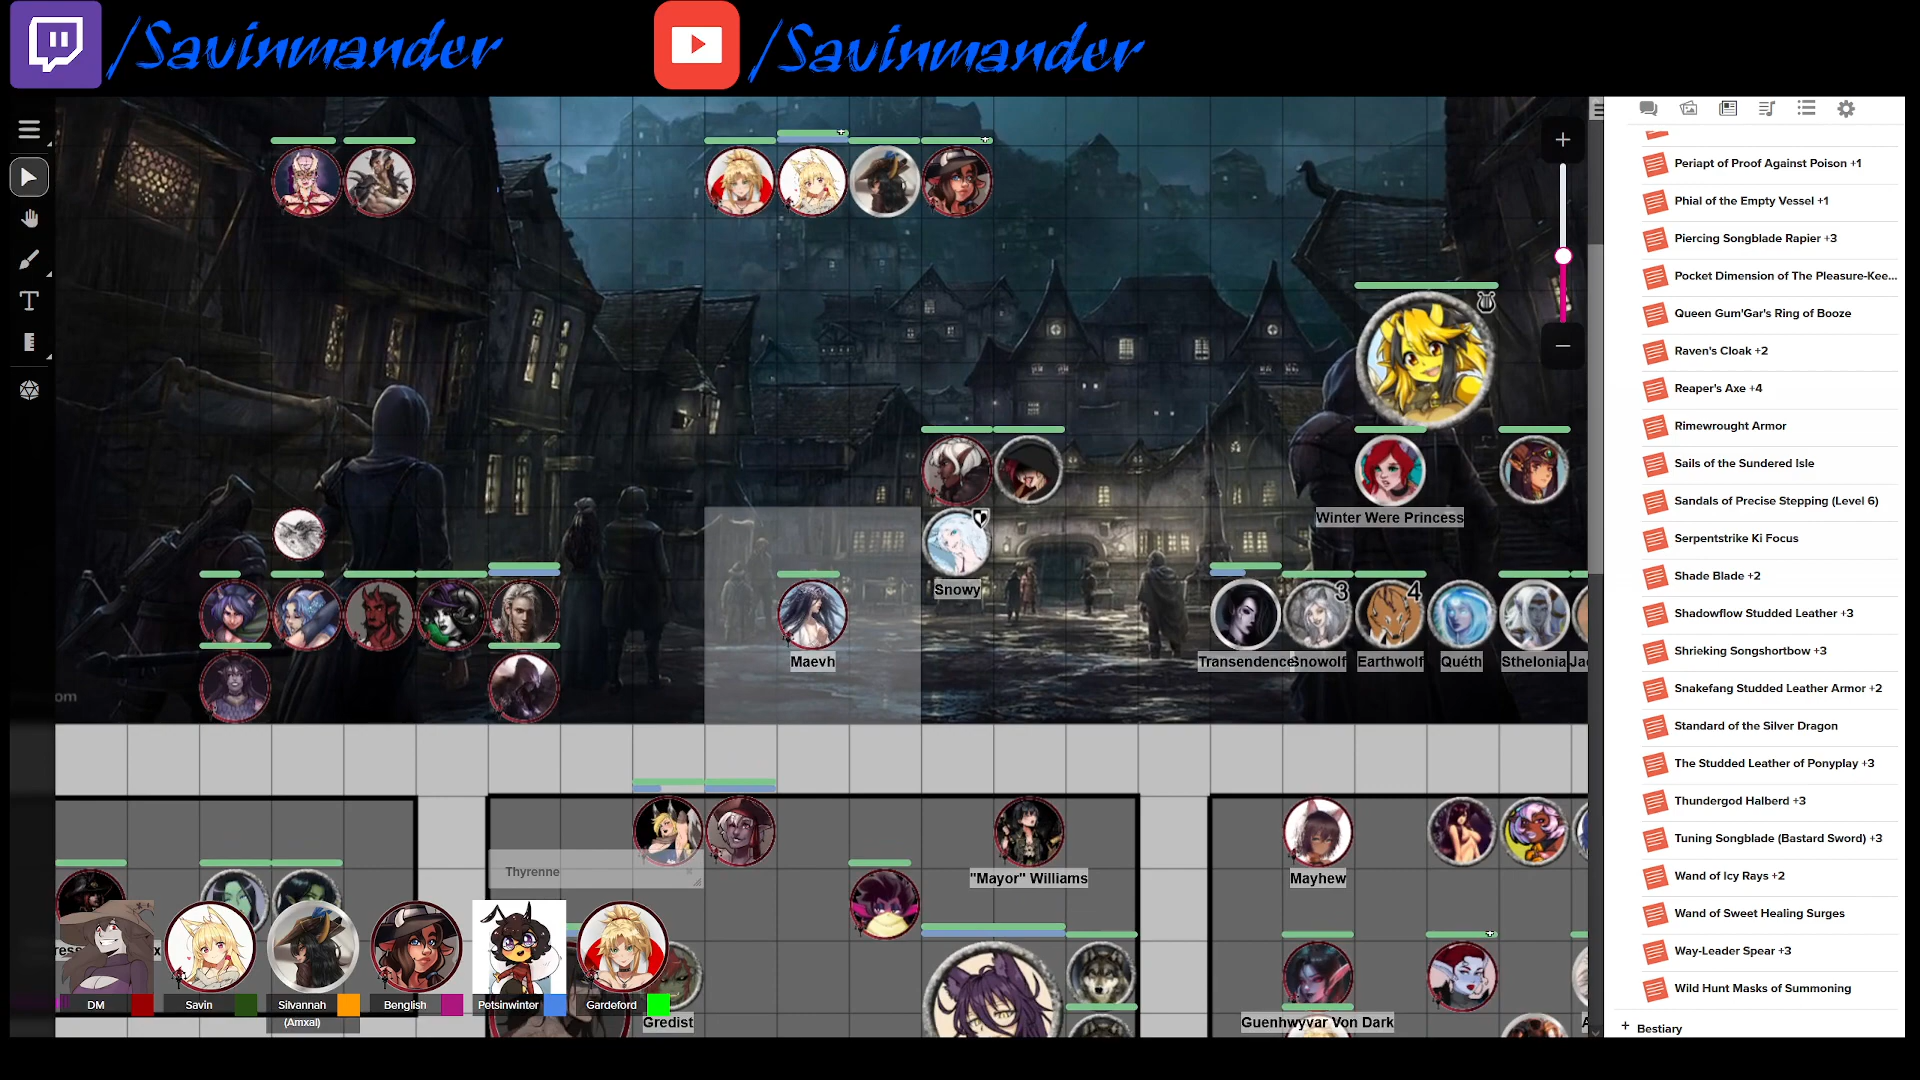 /Savinmander
/Savinmander
Periapt of Proof Against Poison +1
Phial of the Empty Vessel +1
Piercing Songblade Rapier +3
Pocket Dimension of The Pleasure-Kee...
Queen Gum'Gar's Ring of Booze
Raven's Cloak +2
Reaper's Axe +4
Rimewrought Armor
Sails of the Sundered Isle
Sandals of Precise Stepping (Level 6)
Serpentstrike Ki Focus
Shade Blade +2
Shadowflow Studded Leather +3
Shrieking Songshortbow +3
Snakefang Studded Leather Armor +2
Standard of the Silver Dragon
The Studded Leather of Ponyplay +3
Thundergod Halberd +3
Tuning Songblade (Bastard Sword) +3
Wand of Icy Rays +2
Wand of Sweet Healing Surges
Way-Leader Spear +3
Wild Hunt Masks of Summoning
+ Bestiary
Winter Were Princess
Snowy
3
4
Maevh
Transendence
Snowolf
Earthwolf
Quéth
Sthelonia
om
Thyrenne
"Mayor" Williams
Mayhew
DM
Savin
Silvannah
(Amxal)
Benglish
Petsinwinter
Gardeford
Gredist
Guenhwyvar Von Dark